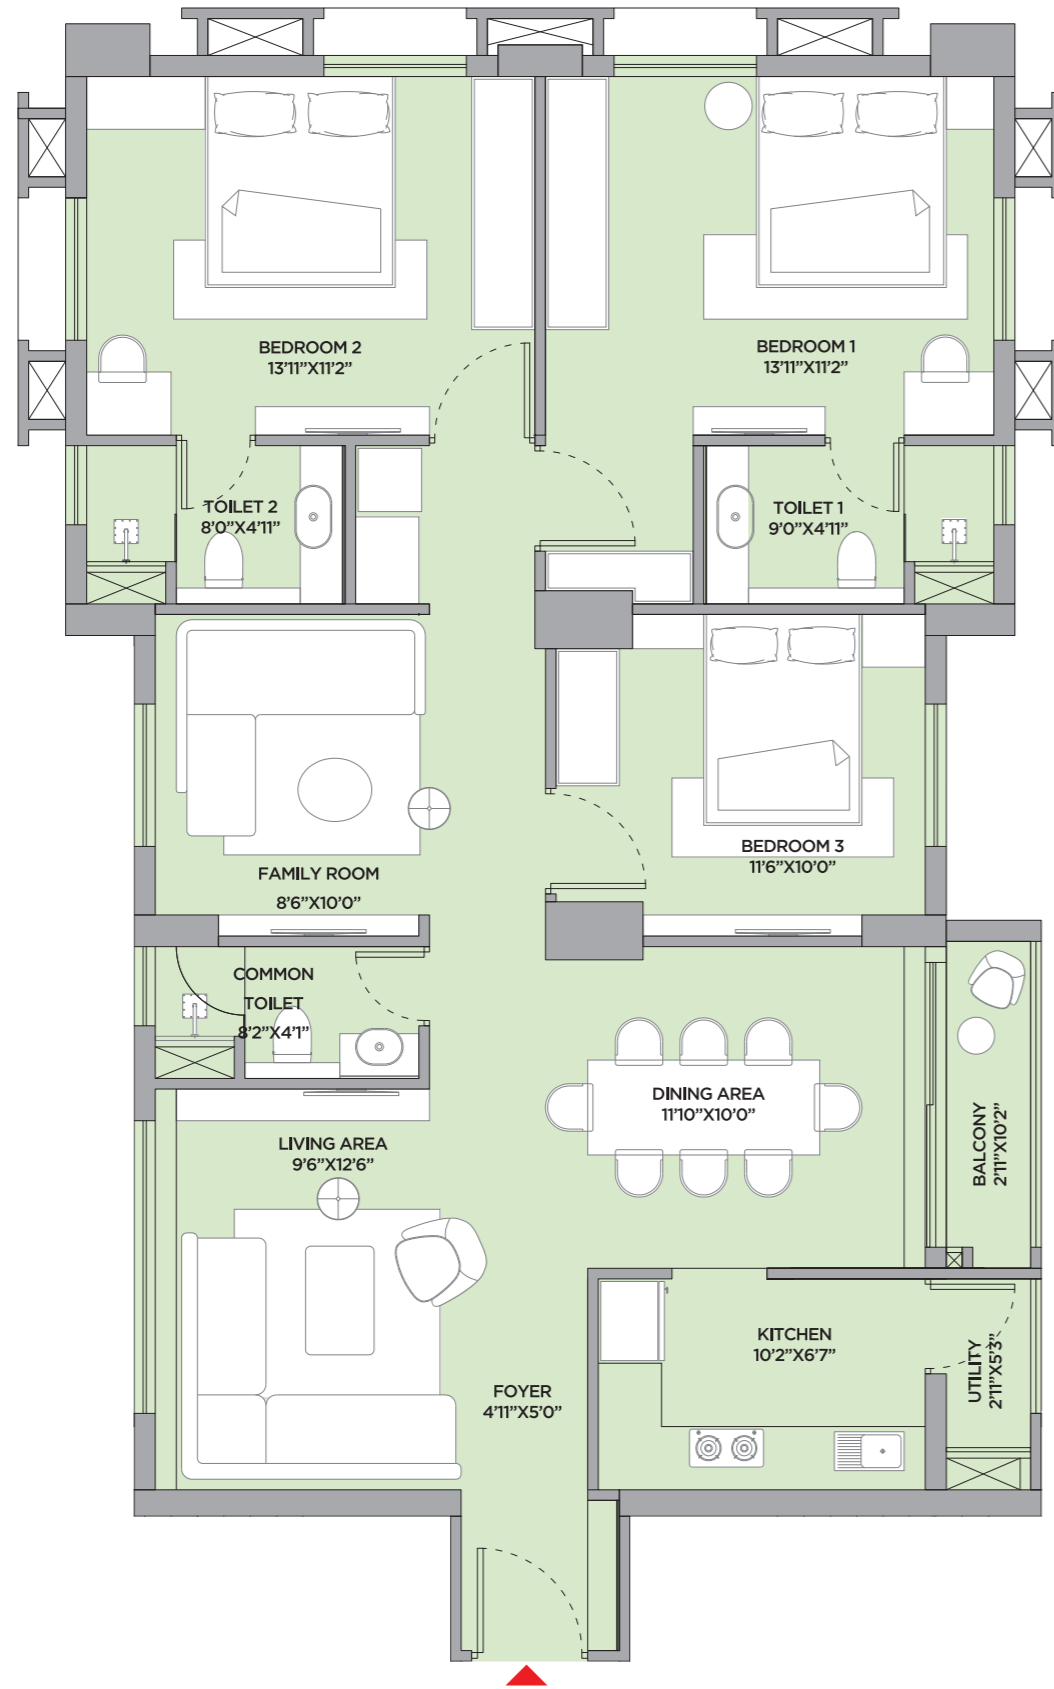 BEDROOM 2
13'11"X11'2"
BEDROOM 1
13'11"X11'2"
TOILET 2
8'0"X4'11"
TOILET 1
9'0"X4'11"
BEDROOM 3
11'6"X10'0"
FAMILY ROOM
8'6"X10'0"
COMMON
TOILET
8'2"X4'1"
DINING AREA
11'10"X10'0"
BALCONY
2'11"X10'2"
LIVING AREA
9'6"X12'6"
KITCHEN
10'2"X6'7"
UTILITY
2'11"X5'3"
FOYER
4'11"X5'0"